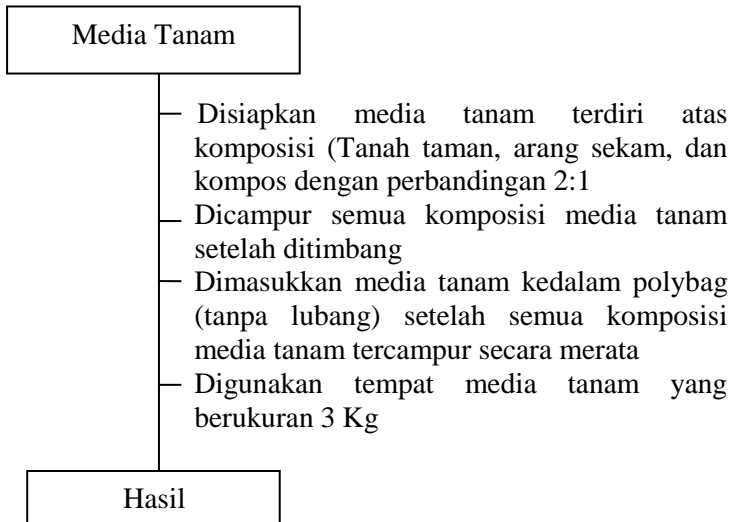 Media Tanam
Disiapkan media tanam terdiri atas
komposisi (Tanah taman, arang sekam, dan
kompos dengan perbandingan 2:1
Dicampur semua komposisi media tanam
setelah ditimbang
Dimasukkan media tanam kedalam polybag
(tanpa lubang) setelah semua komposisi
media tanam tercampur secara merata
Digunakan tempat media tanam yang
berukuran 3 Kg
Hasil